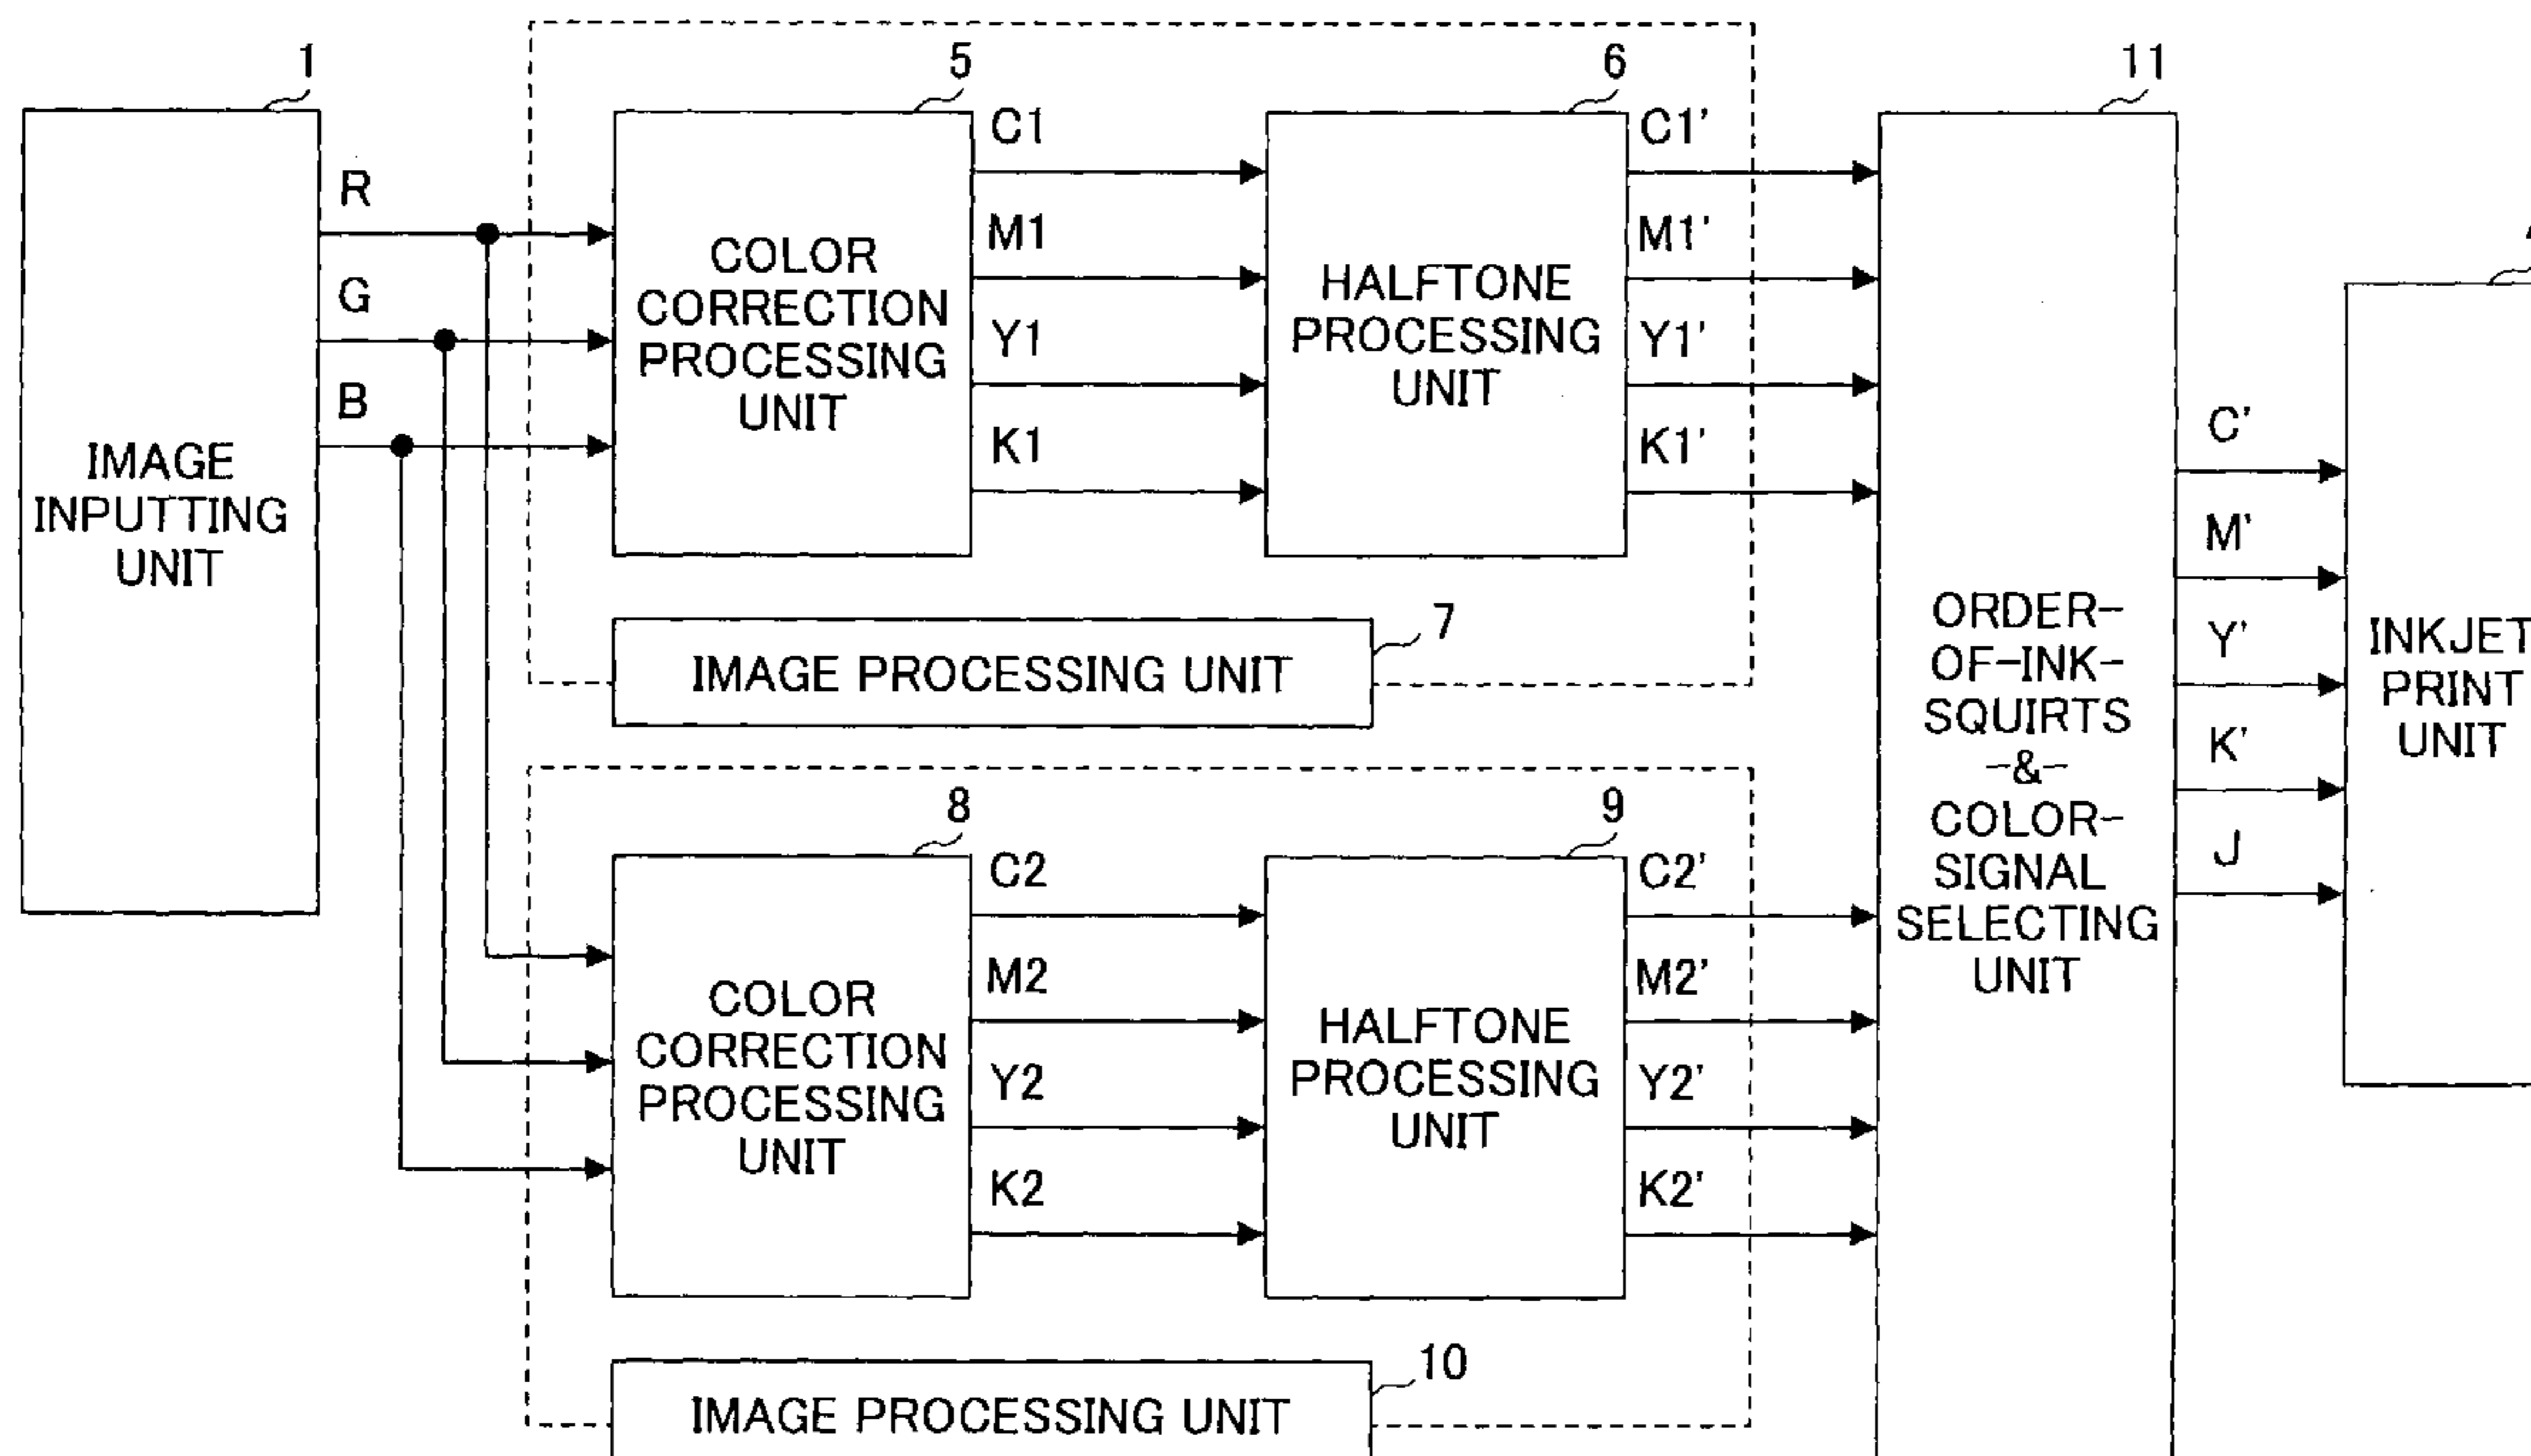 1
IMAGE
INPUTTING
UNIT
R
G
B
5
COLOR
CORRECTION
PROCESSING
UNIT
C1
M1
Y1
K1
6
HALFTONE
PROCESSING
UNIT
C1'
M1'
Y1'
K1'
7
IMAGE PROCESSING UNIT
8
COLOR
CORRECTION
PROCESSING
UNIT
C2
M2
Y2
K2
9
HALFTONE
PROCESSING
UNIT
C2'
M2'
Y2'
K2'
10
IMAGE PROCESSING UNIT
11
ORDER-
OF-INK-
SQUIRTS
-&-
COLOR-
SIGNAL
SELECTING
UNIT
C'
M'
Y'
K'
J
INKJET
PRINT
UNIT